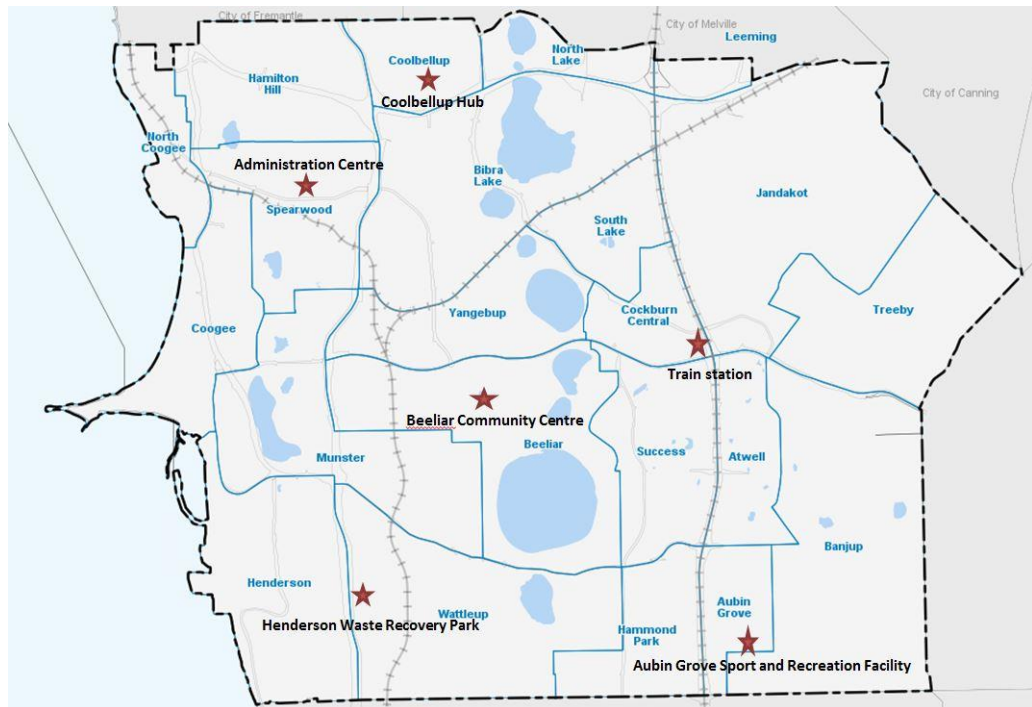 City of Fremantle
City of Melville
Leeming
Coolbellup
North
Lake
Hamilton
Hill
Coolbellup Hub
City of Canning
North
Coogee
Administration Centre
Bibra
Lake
Jandakot
Spearwood
South
Lake
Coogee
Yangebup
Cockburn
Central
Treeby
Train station
Beeliar Community Centre
Munster
Beeliar
Success
Atwell
Banjup
Henderson
Wattleup
Henderson Waste Recovery Park
Hammond
Park
Aubin
Grove
Aubin Grove Sport and Recreation Facility